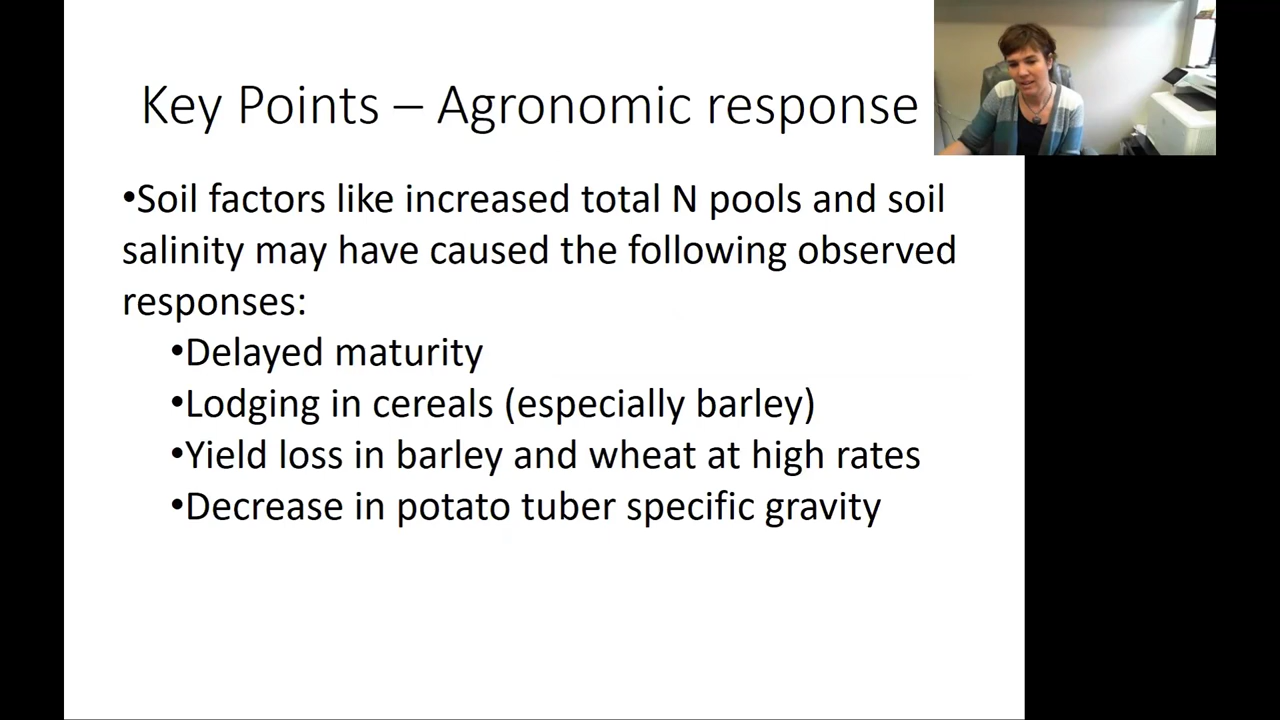 Key Points – Agronomic response
•Soil factors like increased total N pools and soil
salinity may have caused the following observed
responses:
•Delayed maturity
•Lodging in cereals (especially barley)
•Yield loss in barley and wheat at high rates
•Decrease in potato tuber specific gravity